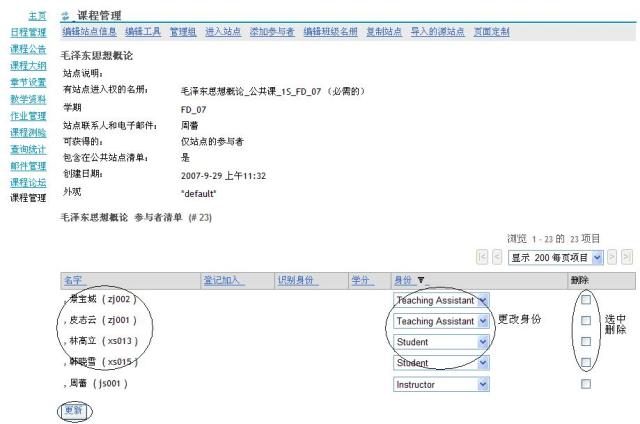 主页
日程管理
课程公告
课程大纲
章节设置
教学资料
作业管理
课程测验
查询统计
邮件管理
课程论坛
课程管理
课程管理
编辑站点信息 编辑工具 管理组 进入站点 添加参与者 编辑班级名册 复制站点 导入的源站点 页面定制
毛泽东思想概论
站点说明:
有站点进入权的名册: 毛泽东思想概论_公共课_1S_FD_07 (必需的)
学期 FD_07
站点联系人和电子邮件: 周蕾
可获得的: 仅站点的参与者
包含在公共站点清单: 是
创建日期: 2007-9-29 上午11:32
外观 "default"
毛泽东思想概论 参与者清单 (# 23)
浏览 1 - 23 的 23 项目
|< < 显示 200 每页项目 > >|
名字 登记加入 识别身份 学分 身份 删除
, 景宝城 ( zj002 ) Teaching Assistant
, 皮志云 ( zj001 ) Teaching Assistant 更改身份 选中删除
, 林高立 ( xs013 ) Student
, 韩晓雪 ( xs015 ) Student
, 周蕾 ( js001 ) Instructor
更新